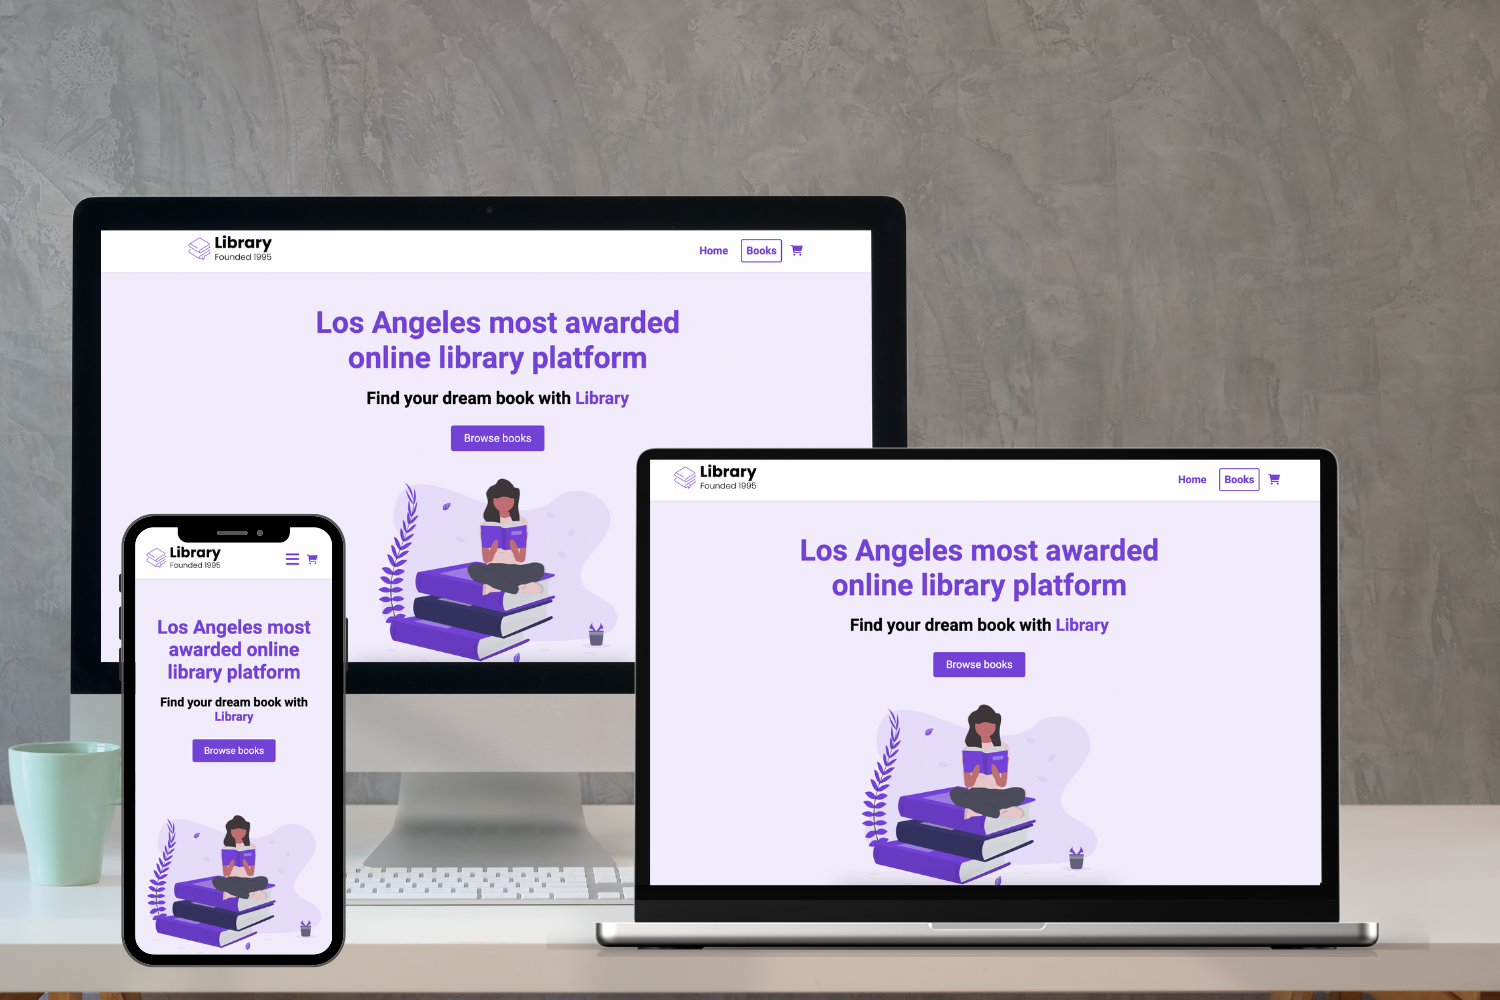 Library
Founded 1995
Home Books
Los Angeles most awarded
online library platform
Find your dream book with Library
Browse books
Library
Founded 1995
Los Angeles most
awarded online
library platform
Find your dream book with
Library
Browse books
Library
Founded 1995
Home Books
Los Angeles most awarded
online library platform
Find your dream book with Library
Browse books